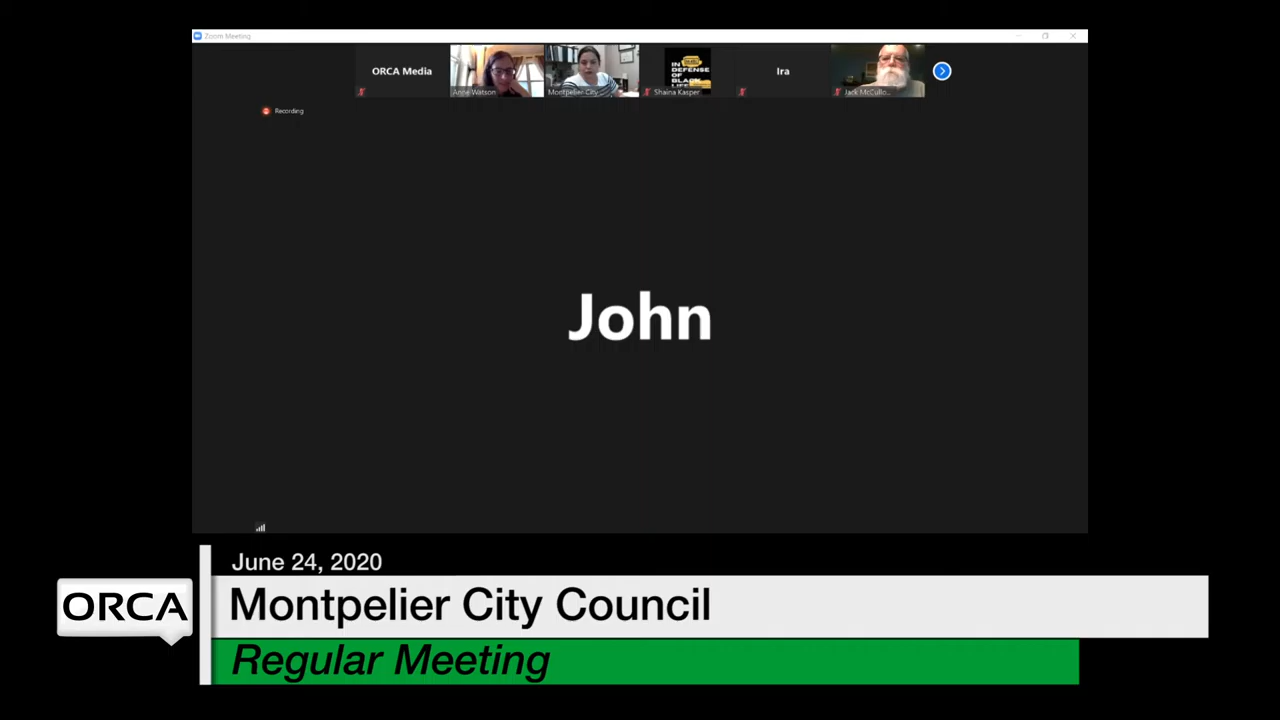 Zoom Meeting
ORCA Media
Anne Watson
Montpelier City
IN
DEFENSE
OF
BLACK
Shaina Kasper
Ira
Jack McCullo...
Recording
John
June 24, 2020
ORCA
Montpelier City Council
Regular Meeting